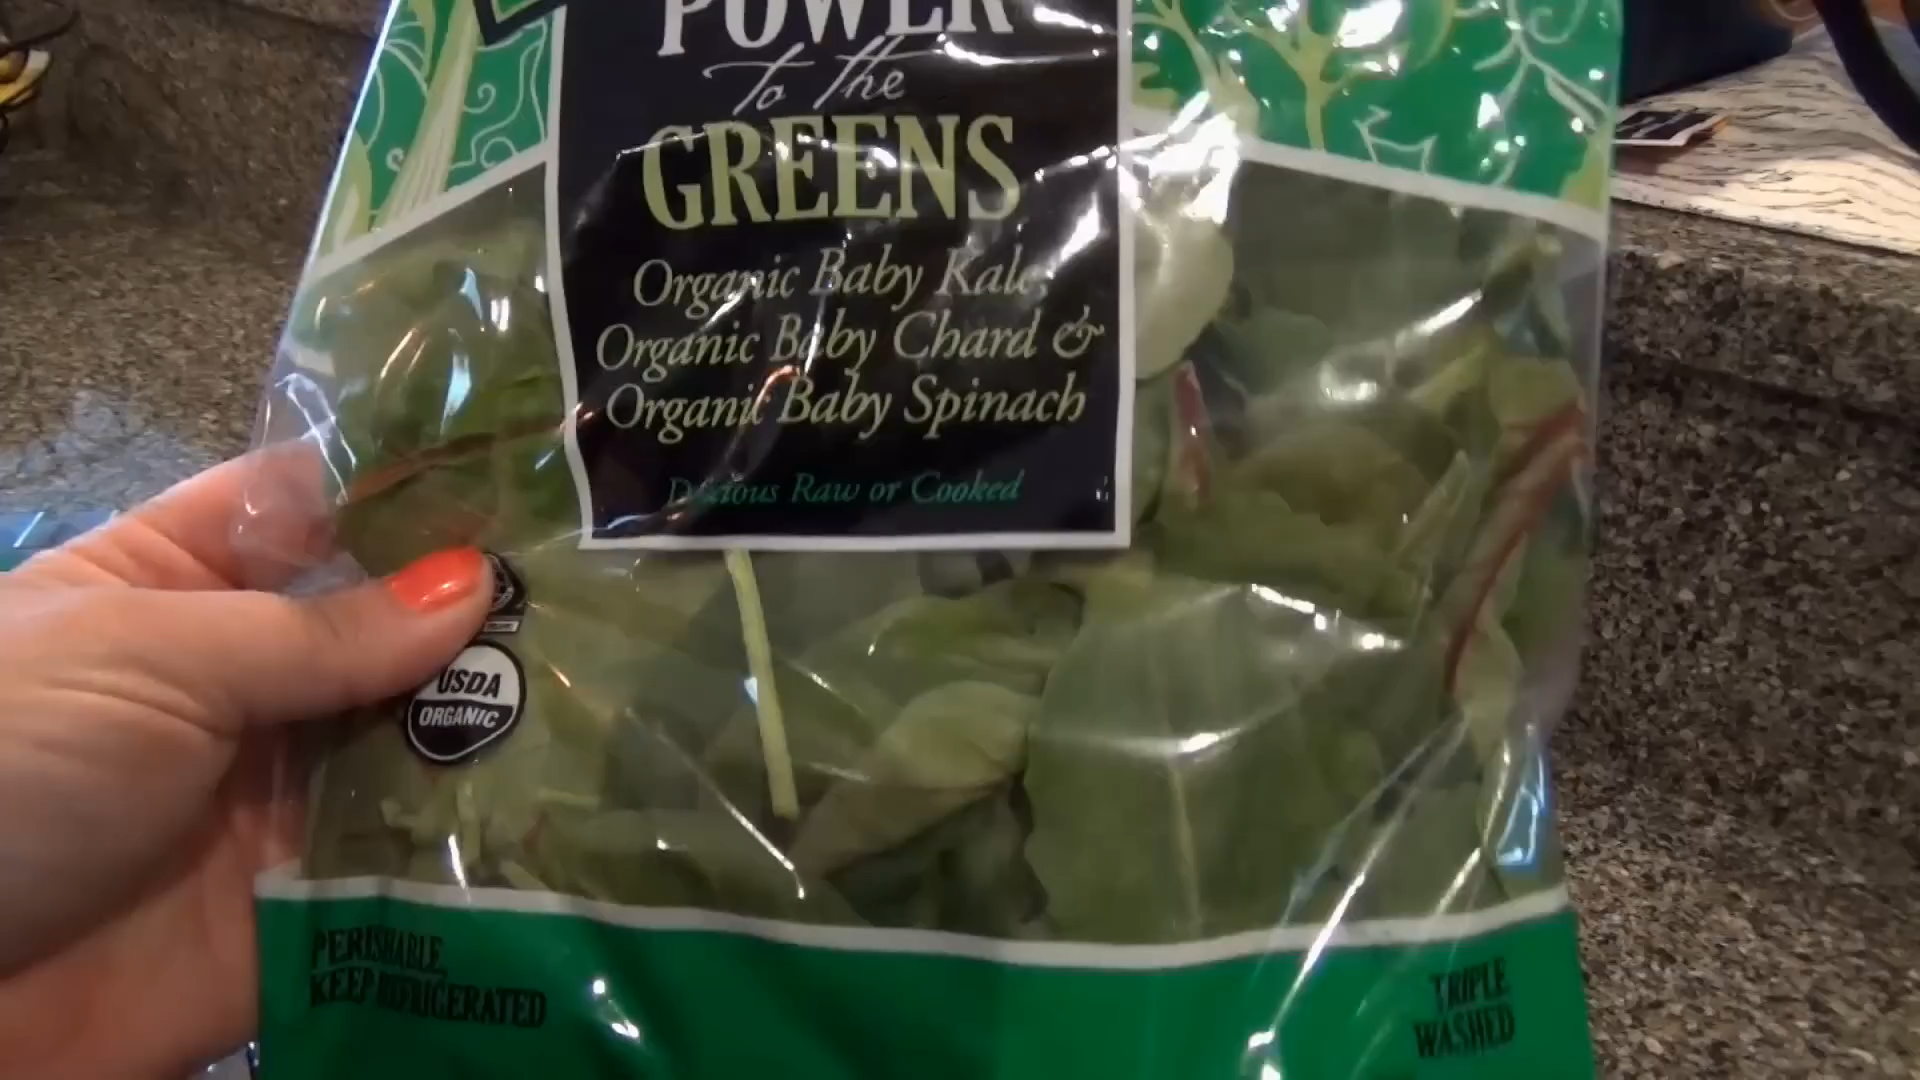 POWER
to the
GREENS
Organic Baby Kale,
Organic Baby Chard &
Organic Baby Spinach
Delicious Raw or Cooked
USDA
ORGANIC
PERISHABLE
KEEP REFRIGERATED
TRIPLE
WASHED